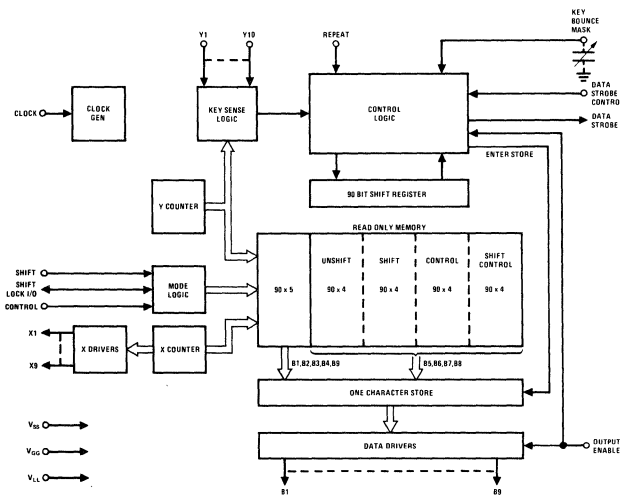 KEY
BOUNCE
MASK
Y1
Y10
REPEAT
CLOCK
CLOCK
GEN
KEY SENSE
LOGIC
CONTROL
LOGIC
DATA
STROBE
CONTRO
DATA
STROBE
ENTER STORE
90 BIT SHIFT REGISTER
Y COUNTER
READ ONLY MEMORY
UNSHIFT
SHIFT
CONTROL
SHIFT
CONTROL
90 x 5
90 x 4
90 x 4
90 x 4
90 x 4
SHIFT
SHIFT
LOCK I/O
CONTROL
MODE
LOGIC
X1
X9
X DRIVERS
X COUNTER
B1,B2,B3,B4,B9
B5,B6,B7,B8
ONE CHARACTER STORE
DATA DRIVERS
OUTPUT
ENABLE
VSS
VGG
VLL
B1
B9